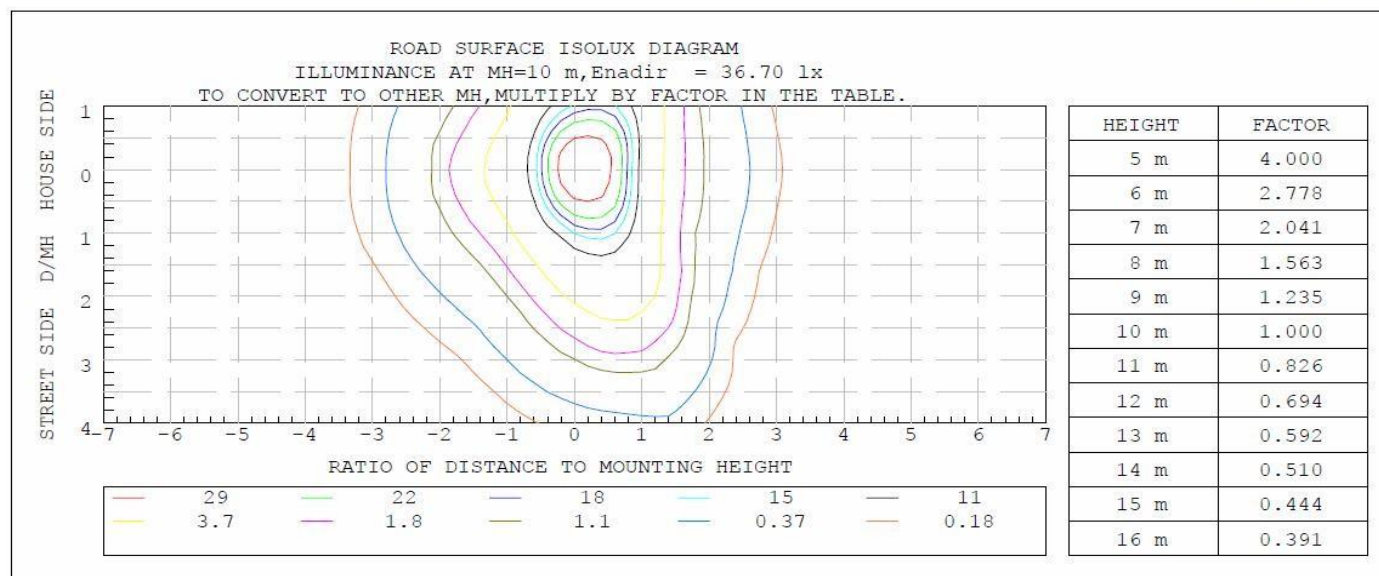 ROAD SURFACE ISOLUX DIAGRAM
ILLUMINANCE AT MH=10 m,Enadir = 36.70 lx
TO CONVERT TO OTHER MH,MULTIPLY BY FACTOR IN THE TABLE.
STREET SIDE D/MH HOUSE SIDE
1
0
1
2
3
4
-7 -6 -5 -4 -3 -2 -1 0 1 2 3 4 5 6 7
RATIO OF DISTANCE TO MOUNTING HEIGHT
29 22 18 15 11
3.7 1.8 1.1 0.37 0.18
HEIGHT FACTOR
5 m 4.000
6 m 2.778
7 m 2.041
8 m 1.563
9 m 1.235
10 m 1.000
11 m 0.826
12 m 0.694
13 m 0.592
14 m 0.510
15 m 0.444
16 m 0.391